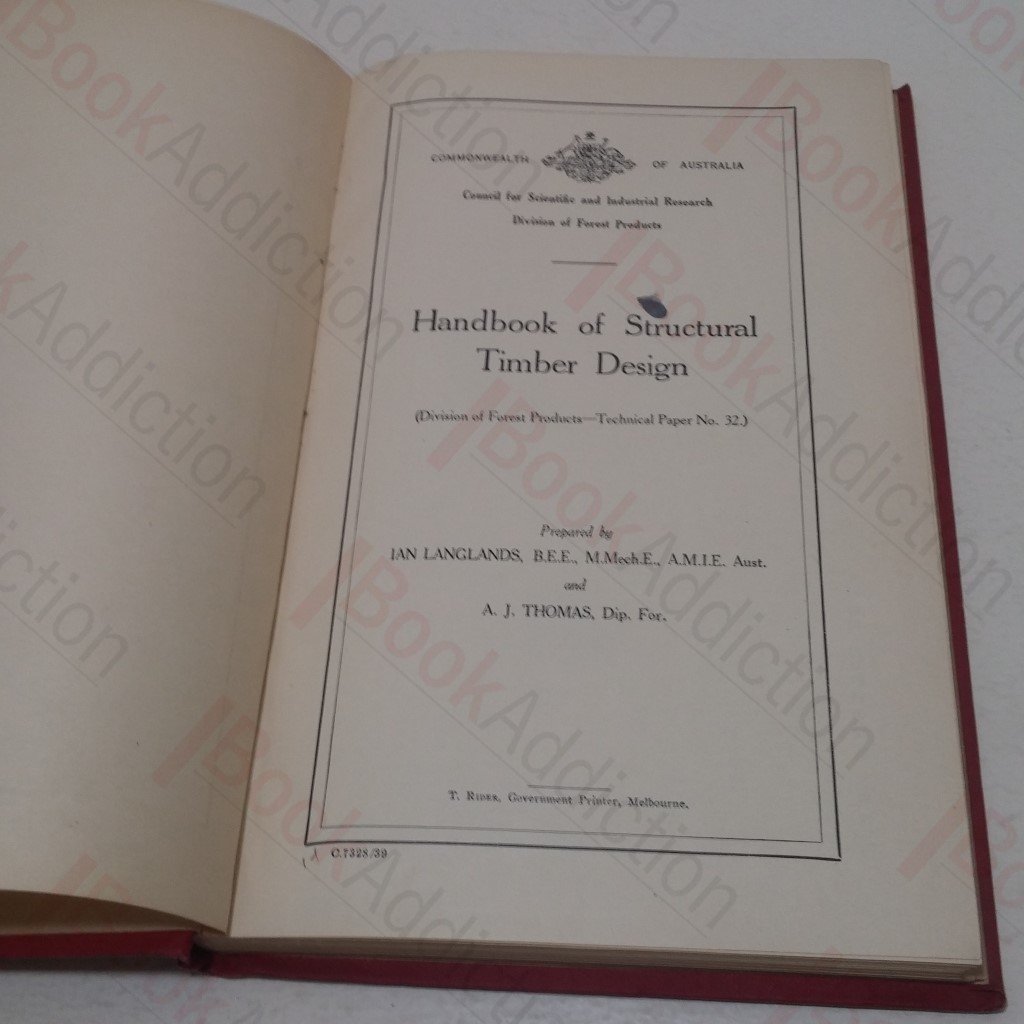 COMMONWEALTH OF AUSTRALIA
Council for Scientific and Industrial Research
Division of Forest Products
Handbook of Structural
Timber Design
(Division of Forest Products—Technical Paper No. 32.)
Prepared by
IAN LANGLANDS, B.E.E., M.Mech.E., A.M.I.E. Aust.
and
A. J. THOMAS, Dip. For.
T. RIDER, Government Printer, Melbourne.
C.7328/39
BookAddiction